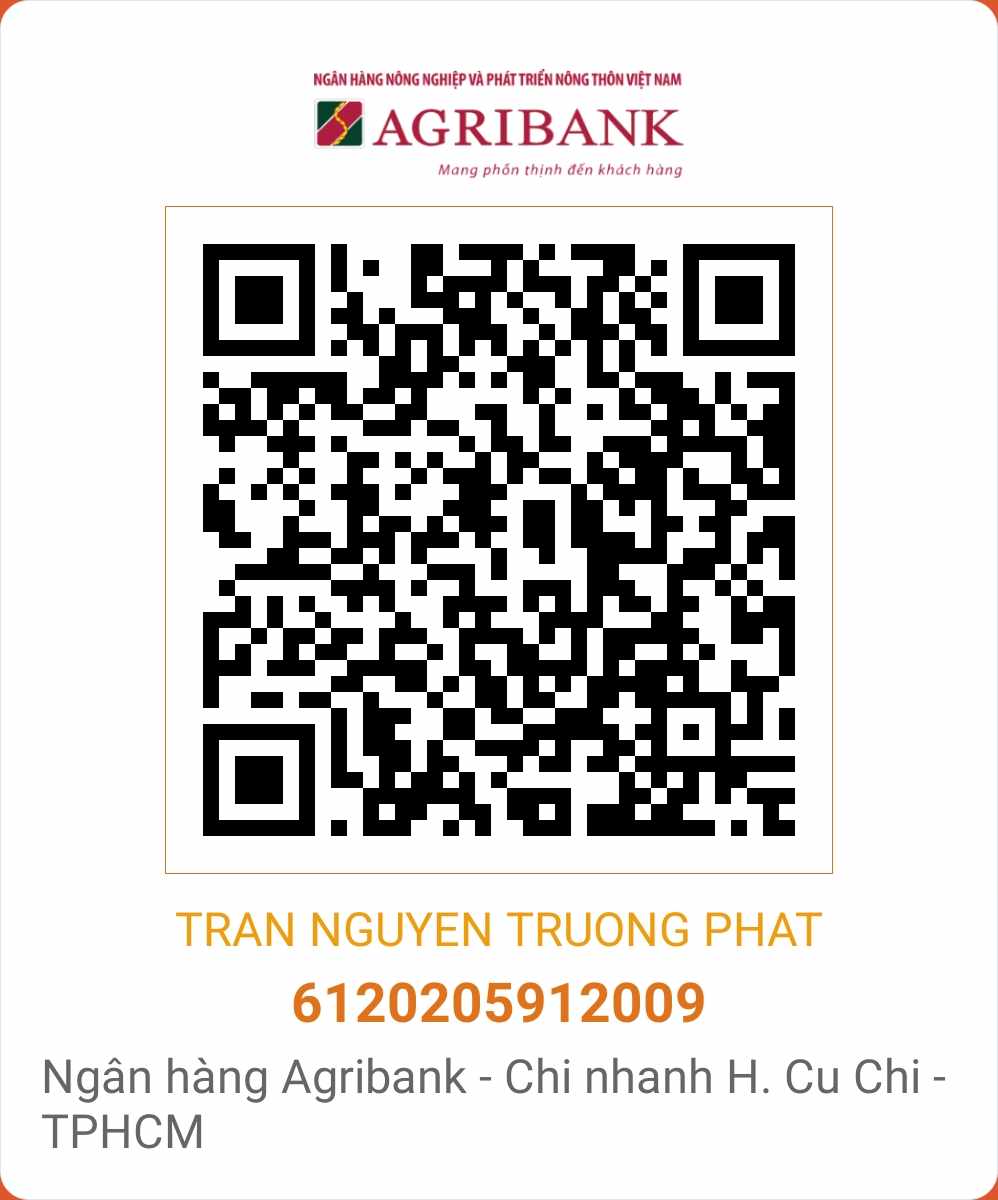 NGÂN HÀNG NÔNG NGHIỆP VÀ PHÁT TRIỂN NÔNG THÔN VIỆT NAM
AGRIBANK
Mang phồn thịnh đến khách hàng
TRAN NGUYEN TRUONG PHAT
6120205912009
Ngân hàng Agribank - Chi nhanh H. Cu Chi -
TPHCM